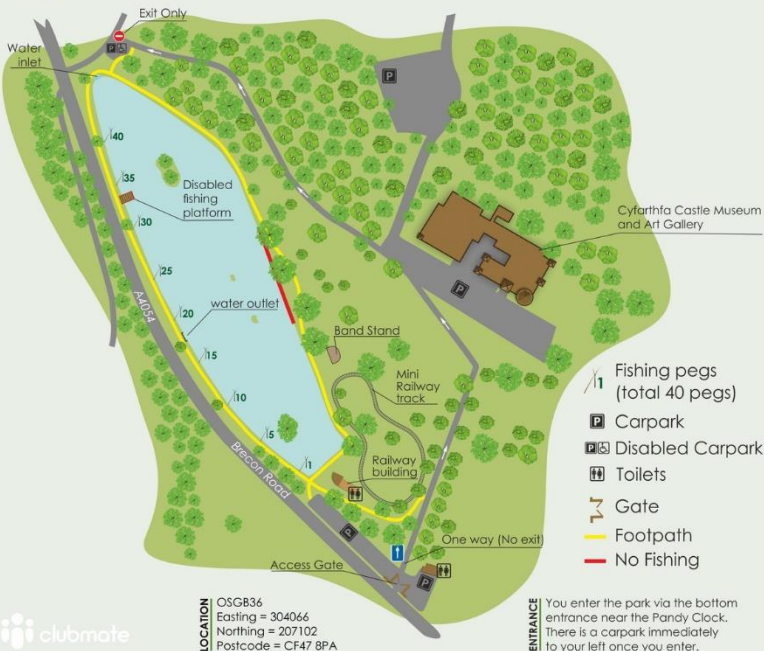 Exit Only
Water
inlet
P
P
40
35
Disabled
fishing
platform
30
Cyfarthfa Castle Museum
and Art Gallery
25
A4054
P
20
water outlet
15
Band Stand
Mini
Railway
track
10
5
1
Railway
building
Brecon Road
P
One way (No exit)
Access Gate
P
1
Fishing pegs
(total 40 pegs)
P Carpark
P Disabled Carpark
Toilets
Gate
Footpath
No Fishing
clubmate
LOCATION
OSGB36
Easting = 304066
Northing = 207102
Postcode = CF47 8PA
ENTRANCE
You enter the park via the bottom
entrance near the Pandy Clock.
There is a carpark immediately
to your left once you enter.